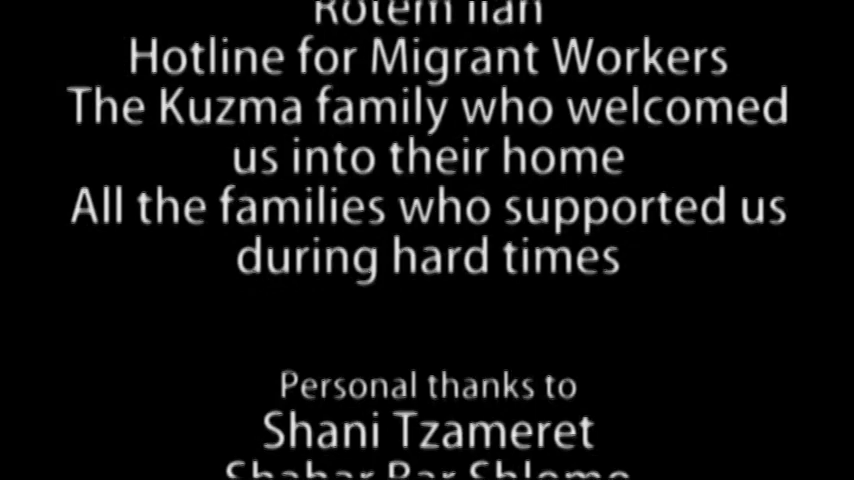 Rotem Ilan
Hotline for Migrant Workers
The Kuzma family who welcomed
us into their home
All the families who supported us
during hard times
Personal thanks to
Shani Tzameret
Shahar Bar Shlomo